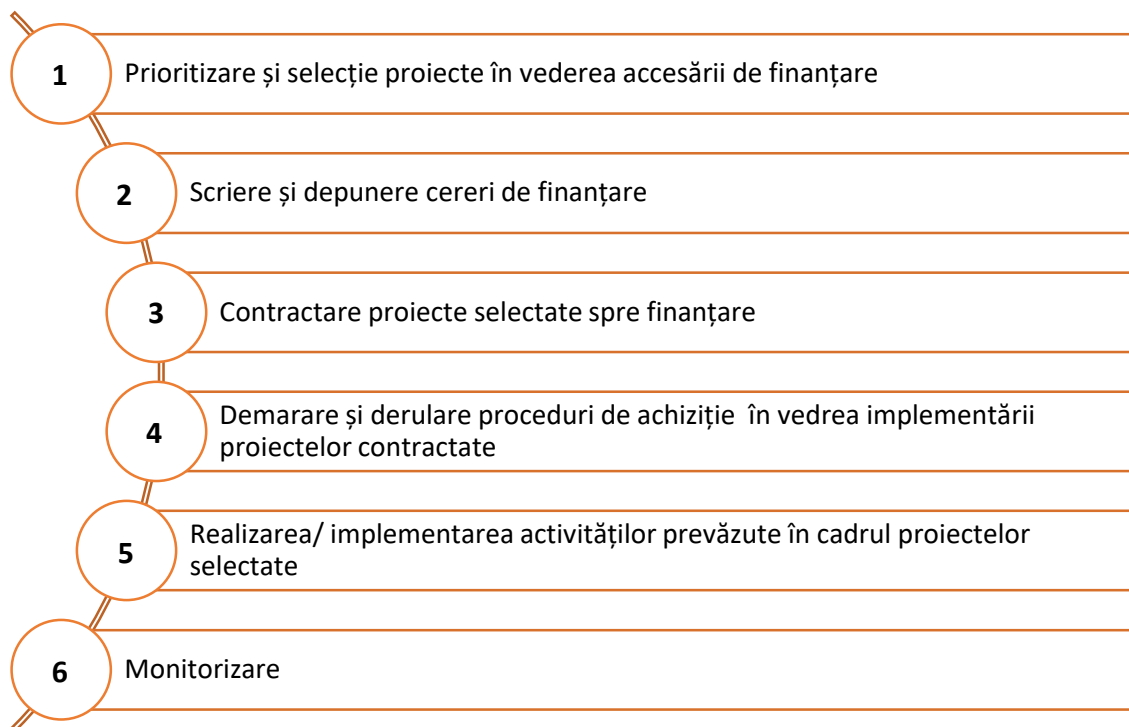 1
Prioritizare și selecție proiecte în vederea accesării de finanțare
2
Scriere și depunere cereri de finanțare
3
Contractare proiecte selectate spre finanțare
4
Demarare și derulare proceduri de achiziție  în vedrea implementării
proiectelor contractate
5
Realizarea/ implementarea activităților prevăzute în cadrul proiectelor
selectate
6
Monitorizare